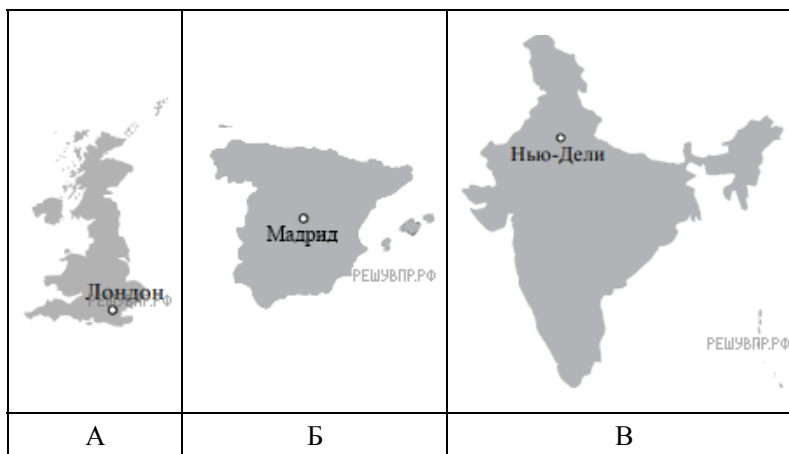 Лондон
РЕШУВПР.РФ
Мадрид
РЕШУВПР.РФ
Нью-Дели
РЕШУВПР.РФ
А
Б
В